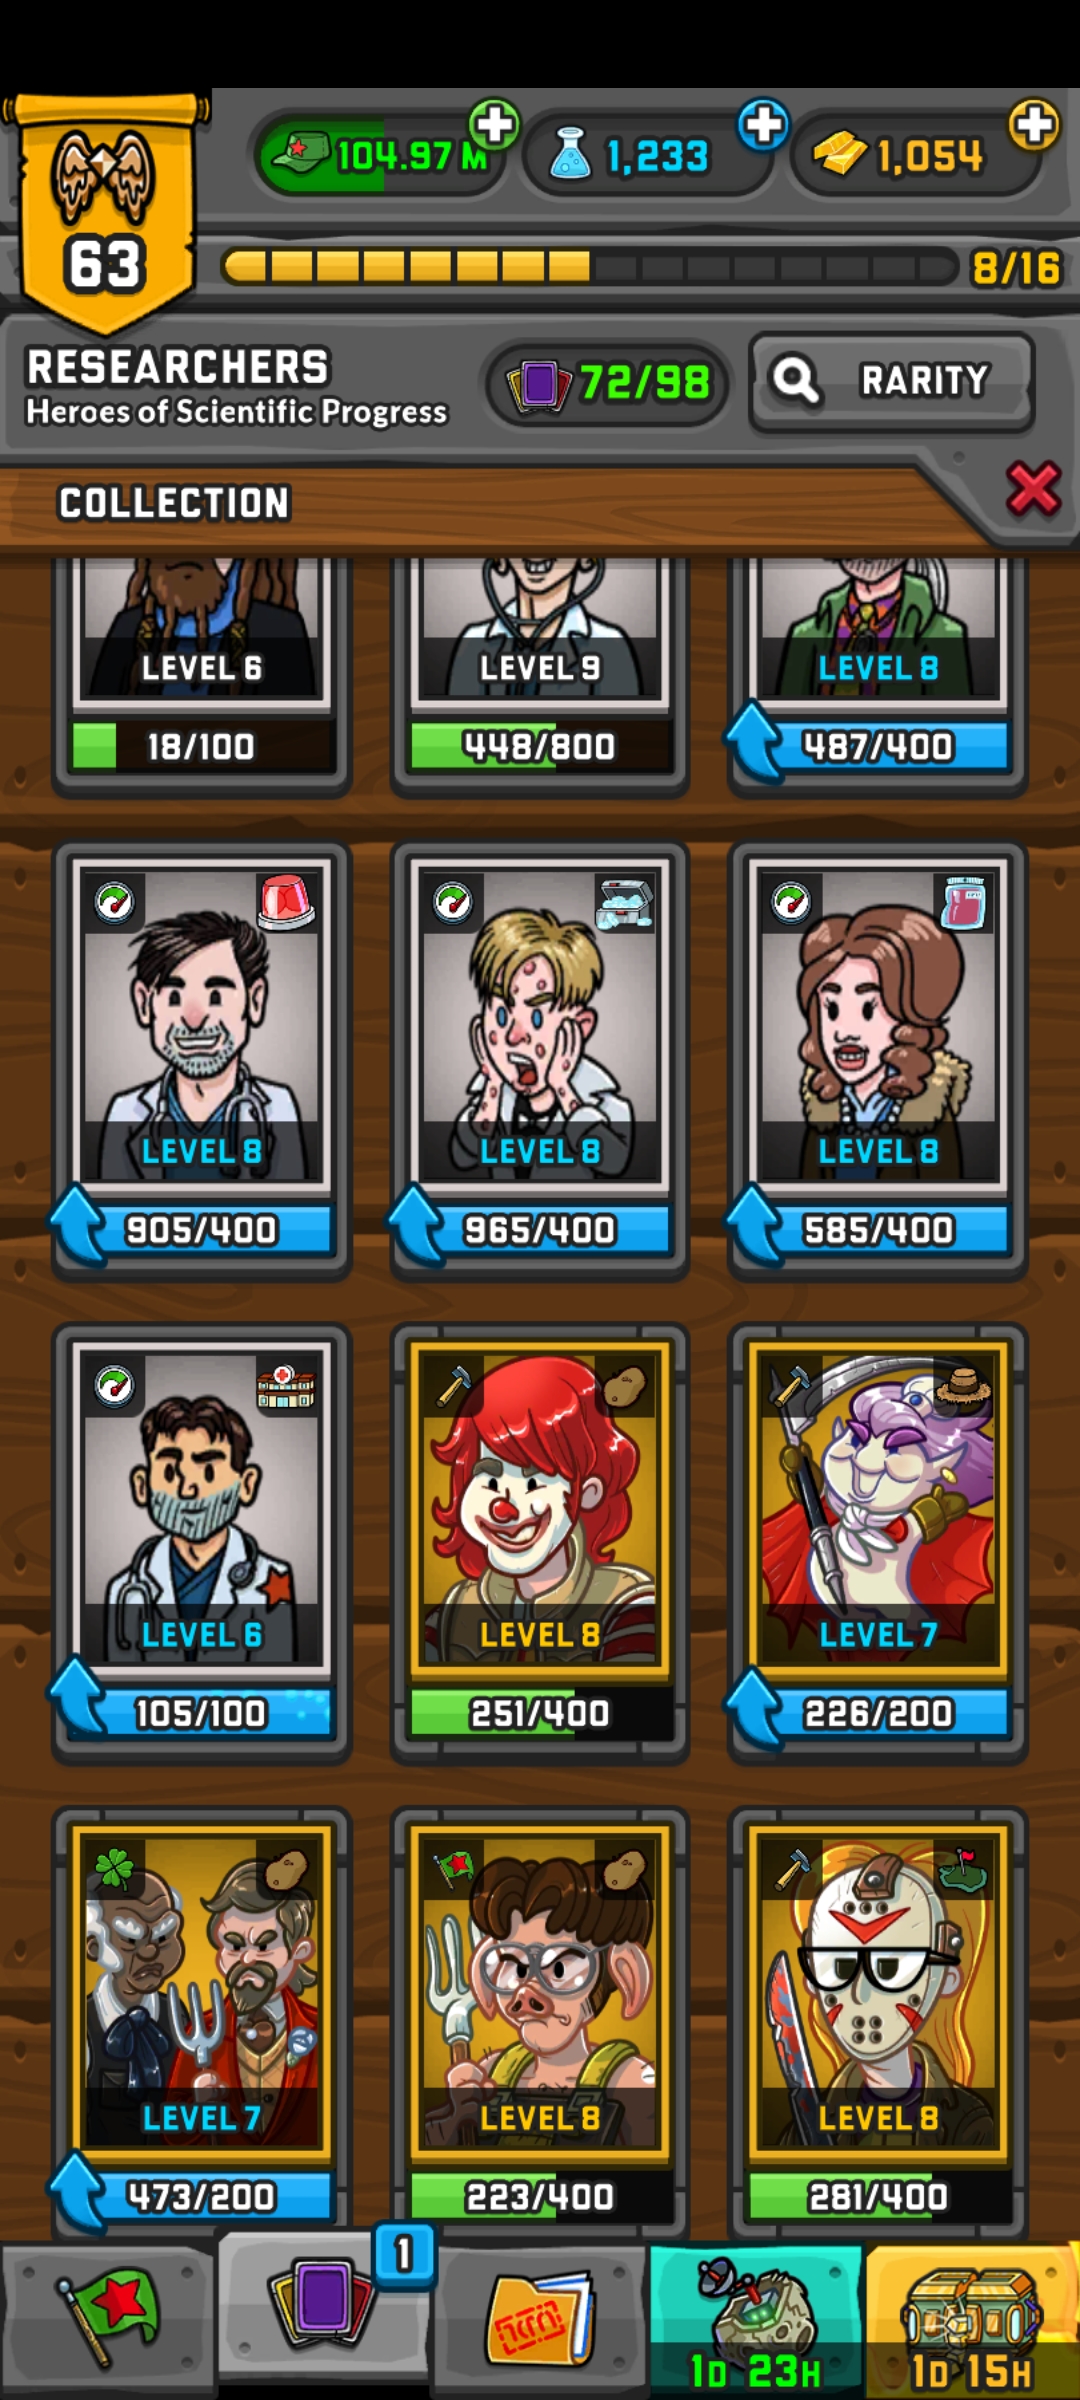 104.97 M
1,233
1,054
63
8/16
RESEARCHERS
Heroes of Scientific Progress
72/98
RARITY
COLLECTION
LEVEL 6
LEVEL 9
LEVEL 8
18/100
448/800
487/400
LEVEL 8
LEVEL 8
LEVEL 8
905/400
965/400
585/400
LEVEL 6
LEVEL 8
LEVEL 7
105/100
251/400
226/200
LEVEL 7
LEVEL 8
LEVEL 8
473/200
223/400
281/400
1
1D 23H
1D 15H